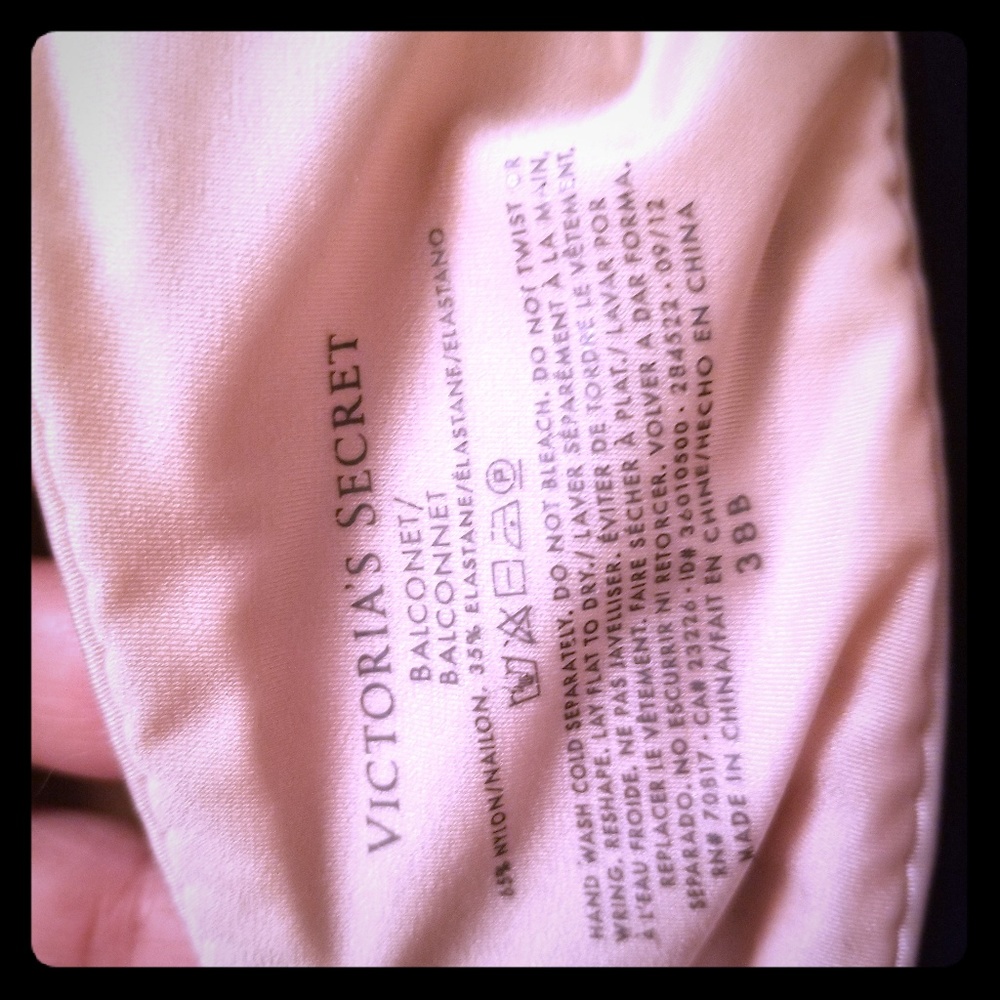 VICTORIA'S SECRET
BALCONET/
BALCONNET
65% NYLON/NAILON. 35% ELASTANE/ÉLASTANE/ELASTANO
P
HAND WASH COLD SEPARATELY. DO NOT BLEACH. DO NOT TWIST OR
WRING. RESHAPE. LAY FLAT TO DRY./ LAVER SÉPARÉMENT À LA MAIN,
À L'EAU FROIDE. NE PAS JAVELLISER. ÉVITER DE TORDRE LE VÊTEMENT.
REPLACER LE VÊTEMENT. FAIRE SÉCHER À PLAT./ LAVAR POR
SEPARADO. NO ESCURRIR NI RETORCER. VOLVER A DAR FORMA.
RN# 70817 · CA# 23226 · ID# 36010500 · 284522 · 09/12
MADE IN CHINA/FAIT EN CHINE/HECHO EN CHINA
38B